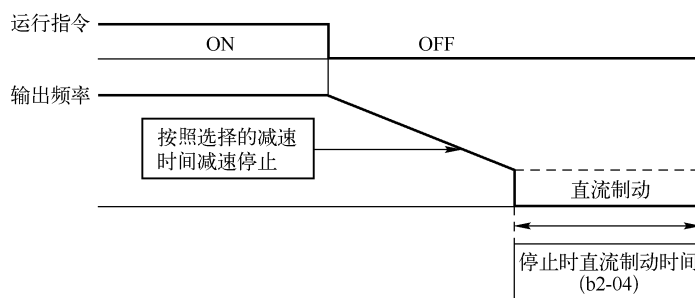 运行指令
ON
OFF
输出频率
按照选择的减速
时间减速停止
直流制动
停止时直流制动时间
(b2-04)